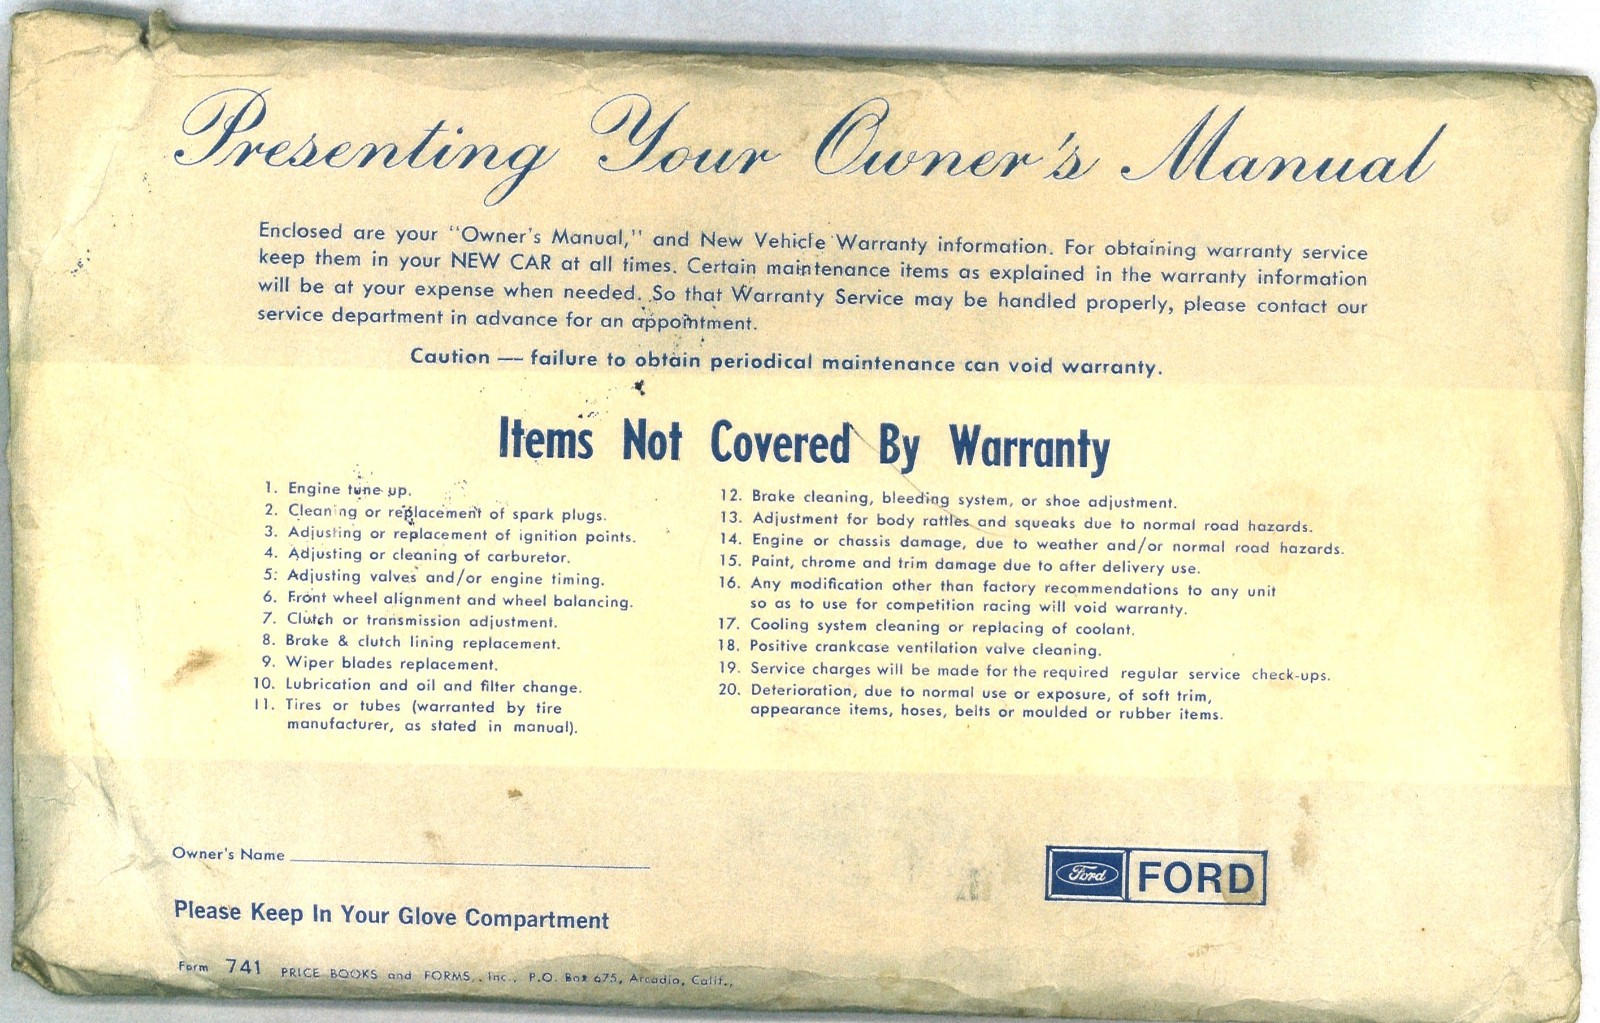 Presenting Your Owner's Manual
Enclosed are your "Owner's Manual," and New Vehicle Warranty information. For obtaining warranty service
keep them in your NEW CAR at all times. Certain maintenance items as explained in the warranty information
will be at your expense when needed. So that Warranty Service may be handled properly, please contact our
service department in advance for an appointment.
Caution — failure to obtain periodical maintenance can void warranty.
Items Not Covered By Warranty
1. Engine tune up.
2. Cleaning or replacement of spark plugs.
3. Adjusting or replacement of ignition points.
4. Adjusting or cleaning of carburetor.
5: Adjusting valves and/or engine timing.
6. Front wheel alignment and wheel balancing.
7. Clutch or transmission adjustment.
8. Brake & clutch lining replacement.
9. Wiper blades replacement.
10. Lubrication and oil and filter change.
11. Tires or tubes (warranted by tire
manufacturer, as stated in manual).
12. Brake cleaning, bleeding system, or shoe adjustment.
13. Adjustment for body rattles and squeaks due to normal road hazards.
14. Engine or chassis damage, due to weather and/or normal road hazards.
15. Paint, chrome and trim damage due to after delivery use.
16. Any modification other than factory recommendations to any unit
so as to use for competition racing will void warranty.
17. Cooling system cleaning or replacing of coolant.
18. Positive crankcase ventilation valve cleaning.
19. Service charges will be made for the required regular service check-ups.
20. Deterioration, due to normal use or exposure, of soft trim,
appearance items, hoses, belts or moulded or rubber items.
Owner's Name
Ford FORD
Please Keep In Your Glove Compartment
Form 741 PRICE BOOKS and FORMS, Inc., P.O. Box 675, Arcadia, Calif.,